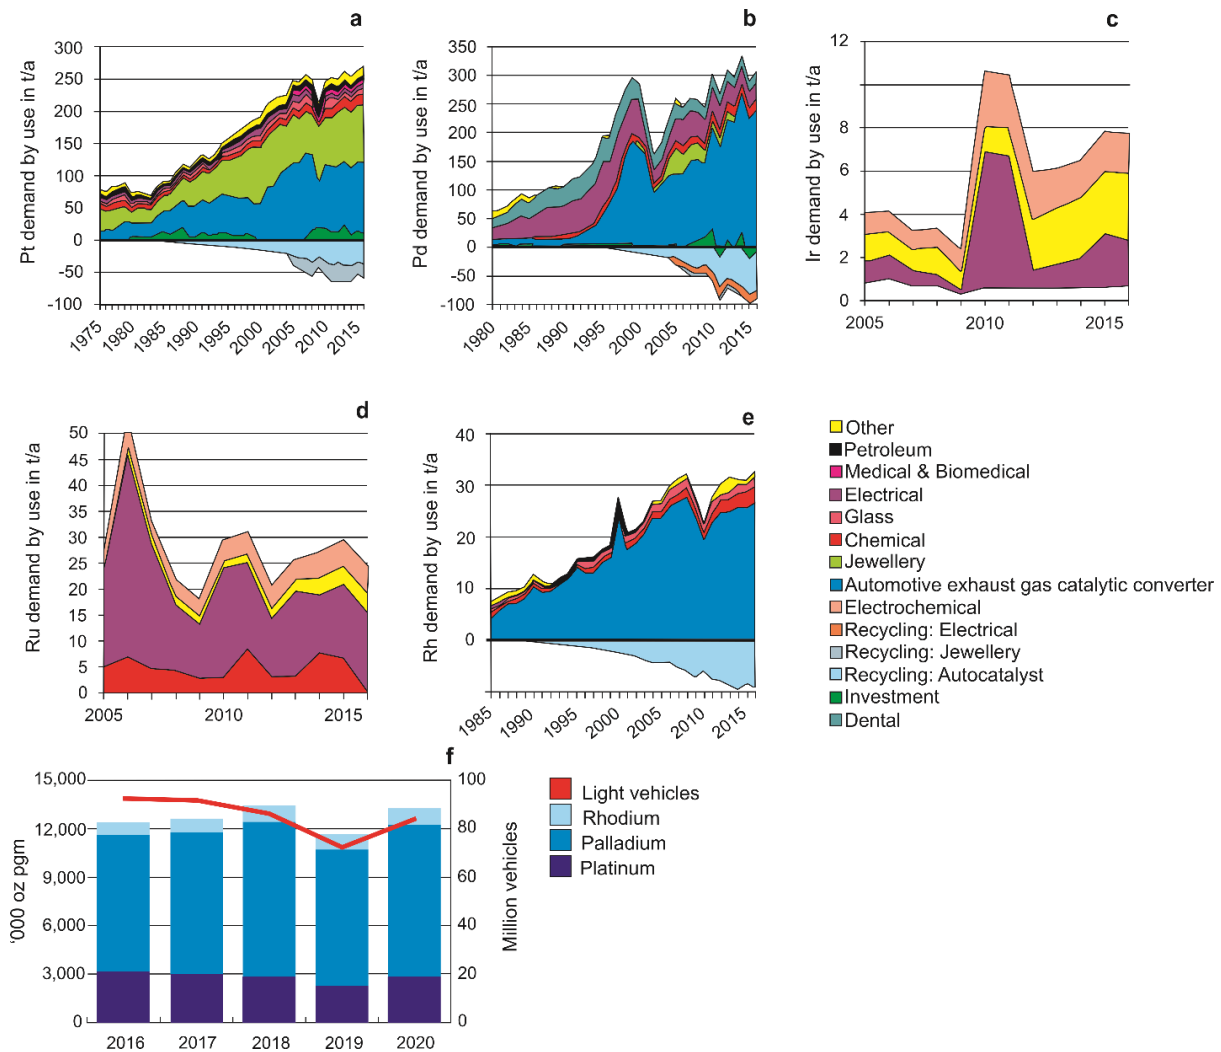 a
Pt demand by use in t/a
300
250
200
150
100
50
0
-50
-100
1975
1980
1985
1990
1995
2000
2005
2010
2015
b
Pd demand by use in t/a
350
300
250
200
150
100
50
0
-50
-100
1980
1985
1990
1995
2000
2005
2010
2015
c
Ir demand by use in t/a
12
8
6
4
2
0
2005
2010
2015
d
Ru demand by use in t/a
50
45
40
35
30
25
20
15
10
5
0
2005
2010
2015
e
Rh demand by use in t/a
40
30
20
10
0
1985
1990
1995
2000
2005
2010
2015
Other
Petroleum
Medical & Biomedical
Electrical
Glass
Chemical
Jewellery
Automotive exhaust gas catalytic converter
Electrochemical
Recycling: Electrical
Recycling: Jewellery
Recycling: Autocatalyst
Investment
Dental
f
'000 oz pgm
15,000
12,000
9,000
6,000
3,000
0
100
80
60
40
20
0
Million vehicles
2016
2017
2018
2019
2020
Light vehicles
Rhodium
Palladium
Platinum